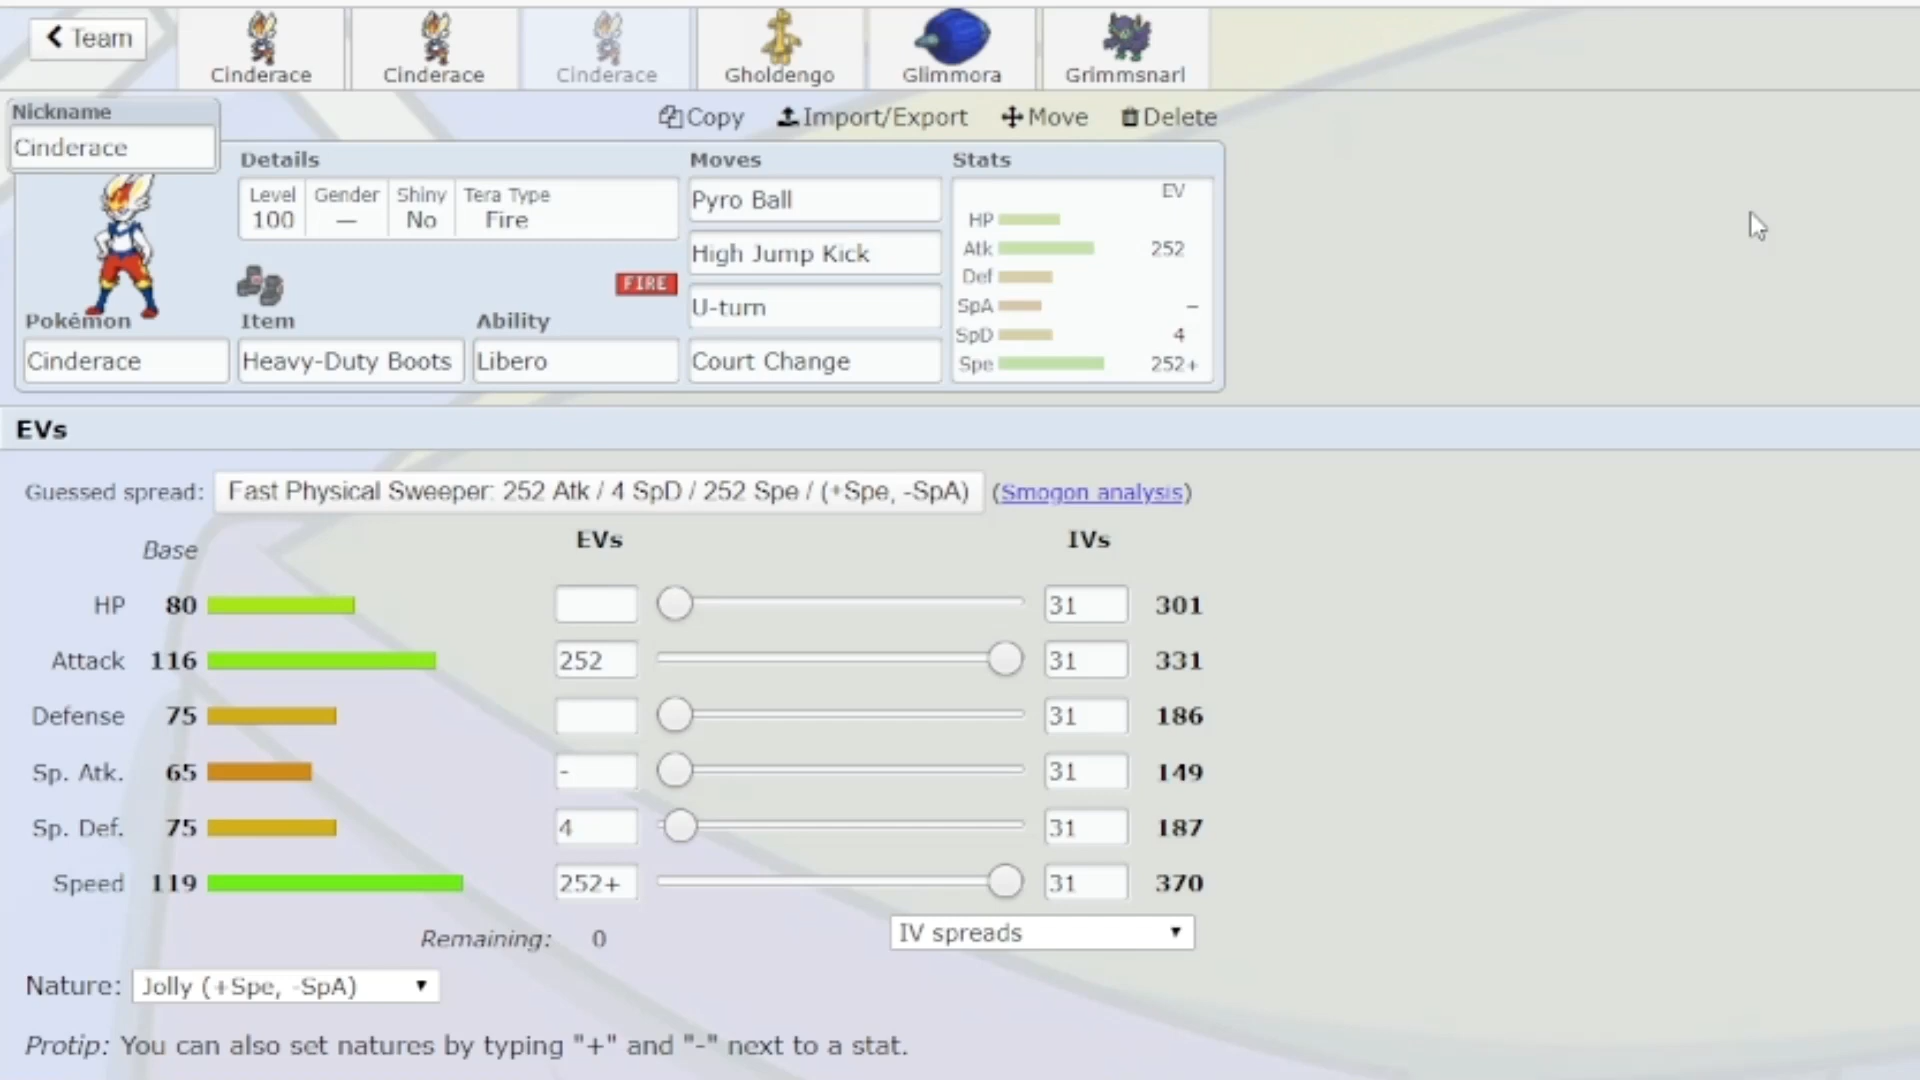 Team
Cinderace
Cinderace
Cinderace
Gholdengo
Glimmora
Grimmsnarl
Nickname
Cinderace
Copy
Import/Export
Move
Delete
Details
Level
100
Gender
—
Shiny
No
Tera Type
Fire
FIRE
Pokémon
Cinderace
Item
Heavy-Duty Boots
Ability
Libero
Moves
Pyro Ball
High Jump Kick
U-turn
Court Change
Stats
EV
HP
Atk 252
Def
SpA –
SpD 4
Spe 252+
EVs
Guessed spread: Fast Physical Sweeper: 252 Atk / 4 SpD / 252 Spe / (+Spe, -SpA) (Smogon analysis)
Base EVs IVs
HP 80 31 301
Attack 116 252 31 331
Defense 75 31 186
Sp. Atk. 65 - 31 149
Sp. Def. 75 4 31 187
Speed 119 252+ 31 370
Remaining: 0 IV spreads
Nature: Jolly (+Spe, -SpA)
Protip: You can also set natures by typing "+" and "-" next to a stat.